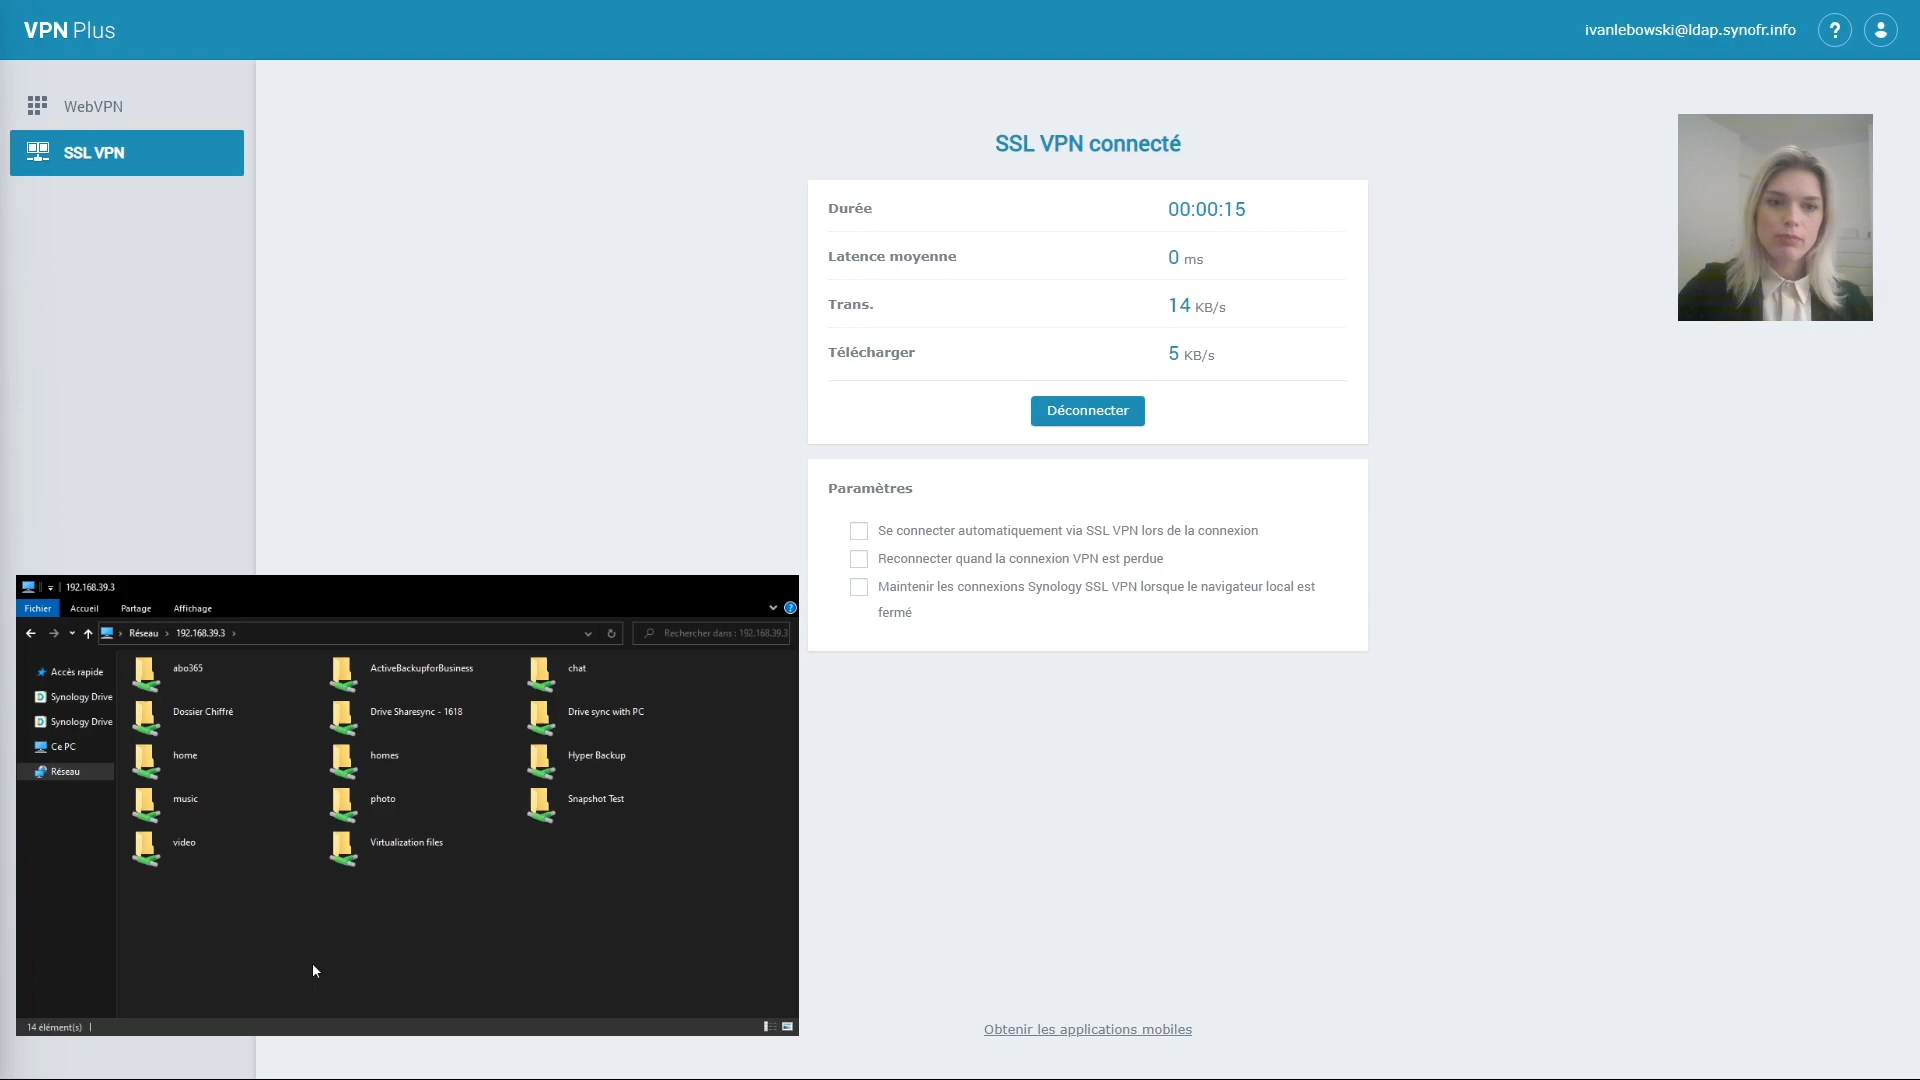 VPN Plus
ivanlebowski@ldap.synofr.info
?
WebVPN
SSL VPN
SSL VPN connecté
Durée 00:00:15
Latence moyenne 0 ms
Trans. 14 KB/s
Télécharger 5 KB/s
Déconnecter
Paramètres
Se connecter automatiquement via SSL VPN lors de la connexion
Reconnecter quand la connexion VPN est perdue
Maintenir les connexions Synology SSL VPN lorsque le navigateur local est
fermé
Obtenir les applications mobiles
192.168.39.3
Fichier Accueil Partage Affichage
?
Réseau 192.168.39.3
Rechercher dans : 192.168.39.3
Accès rapide
Synology Drive
Synology Drive
Ce PC
Réseau
abo365 ActiveBackupforBusiness chat
Dossier Chiffré Drive Sharesync - 1618 Drive sync with PC
home homes Hyper Backup
music photo Snapshot Test
video Virtualization files
14 élément(s)